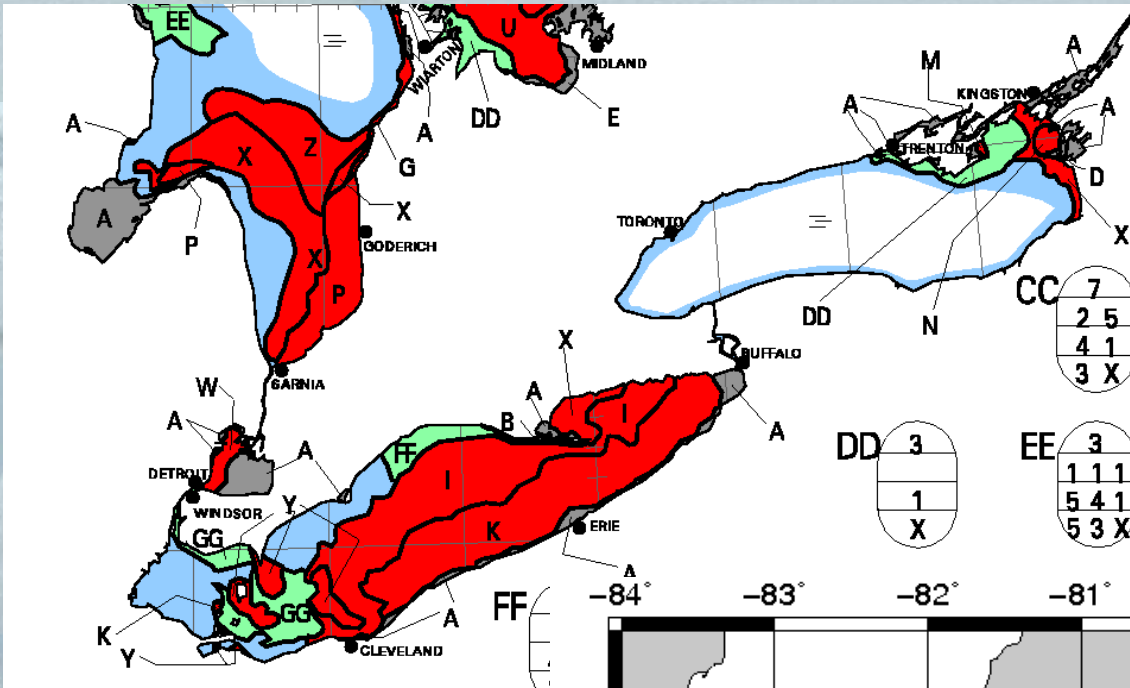 EE
U
MIDLAND
WIARTON
A
DD
E
M
A
A
KINGSTON
A
TRENTON
D
X
A
A
P
X
Z
G
X
GODERICH
X
P
SARNIA
TORONTO
DD
N
BUFFALO
CC
7
2 5
4 1
3 X
W
A
A
DETROIT
WINDSOR
GG
Y
FF
B
A
X
I
I
K
ERIE
A
A
A
GG
K
Y
CLEVELAND
DD
3
1
X
EE
3
1 1 1
5 4 1
5 3 X
FF
-84°
-83°
-82°
-81°